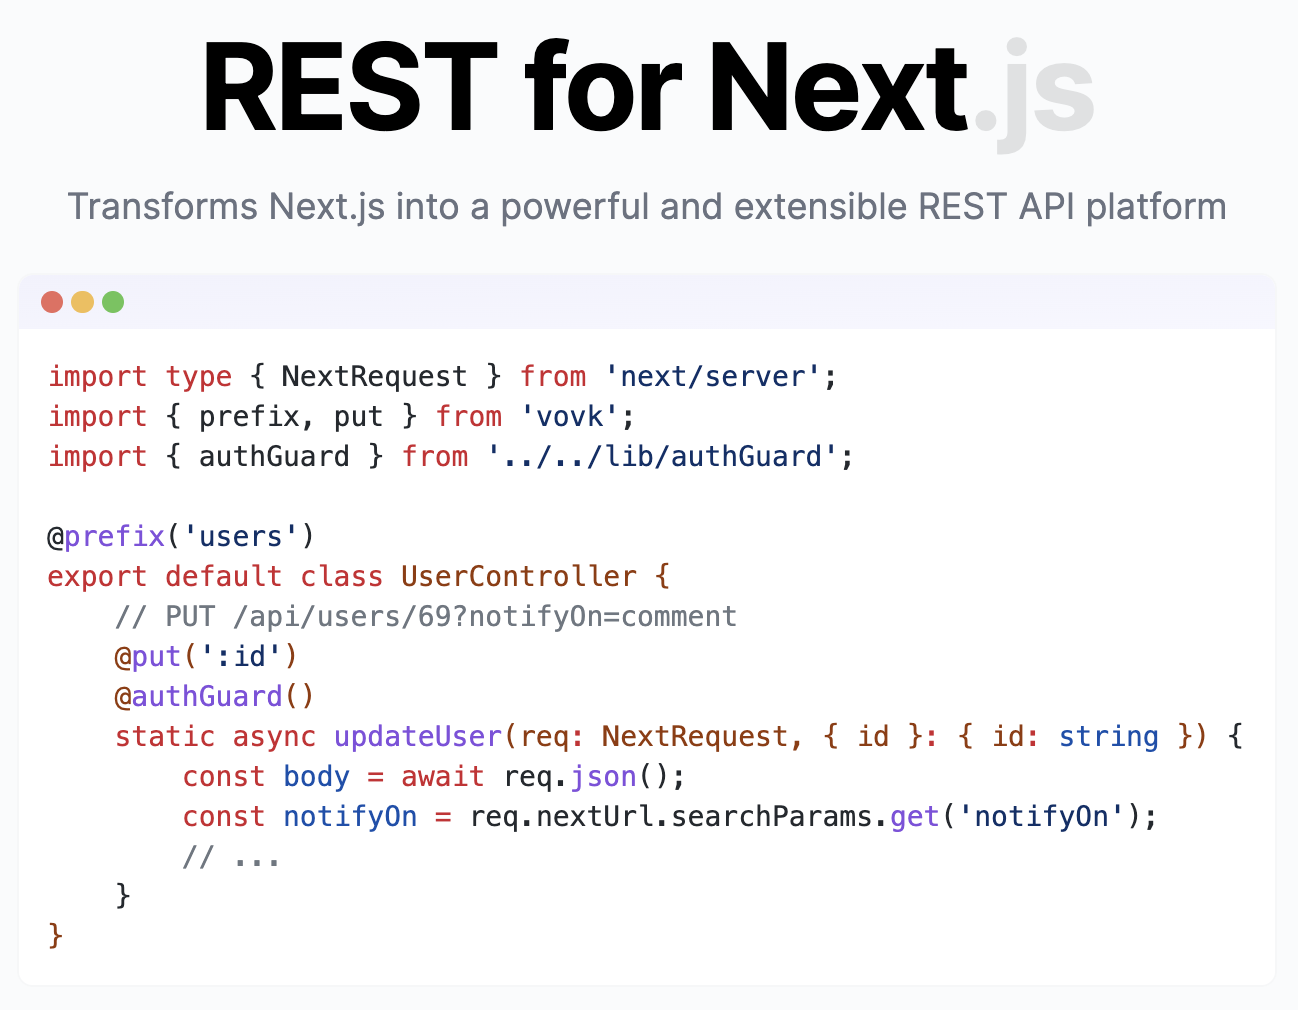 REST for Next.js
Transforms Next.js into a powerful and extensible REST API platform
import type { NextRequest } from 'next/server';
import { prefix, put } from 'vovk';
import { authGuard } from '../../lib/authGuard';
@prefix('users')
export default class UserController {
    // PUT /api/users/69?notifyOn=comment
    @put(':id')
    @authGuard()
    static async updateUser(req: NextRequest, { id }: { id: string }) {
        const body = await req.json();
        const notifyOn = req.nextUrl.searchParams.get('notifyOn');
        // ...
    }
}